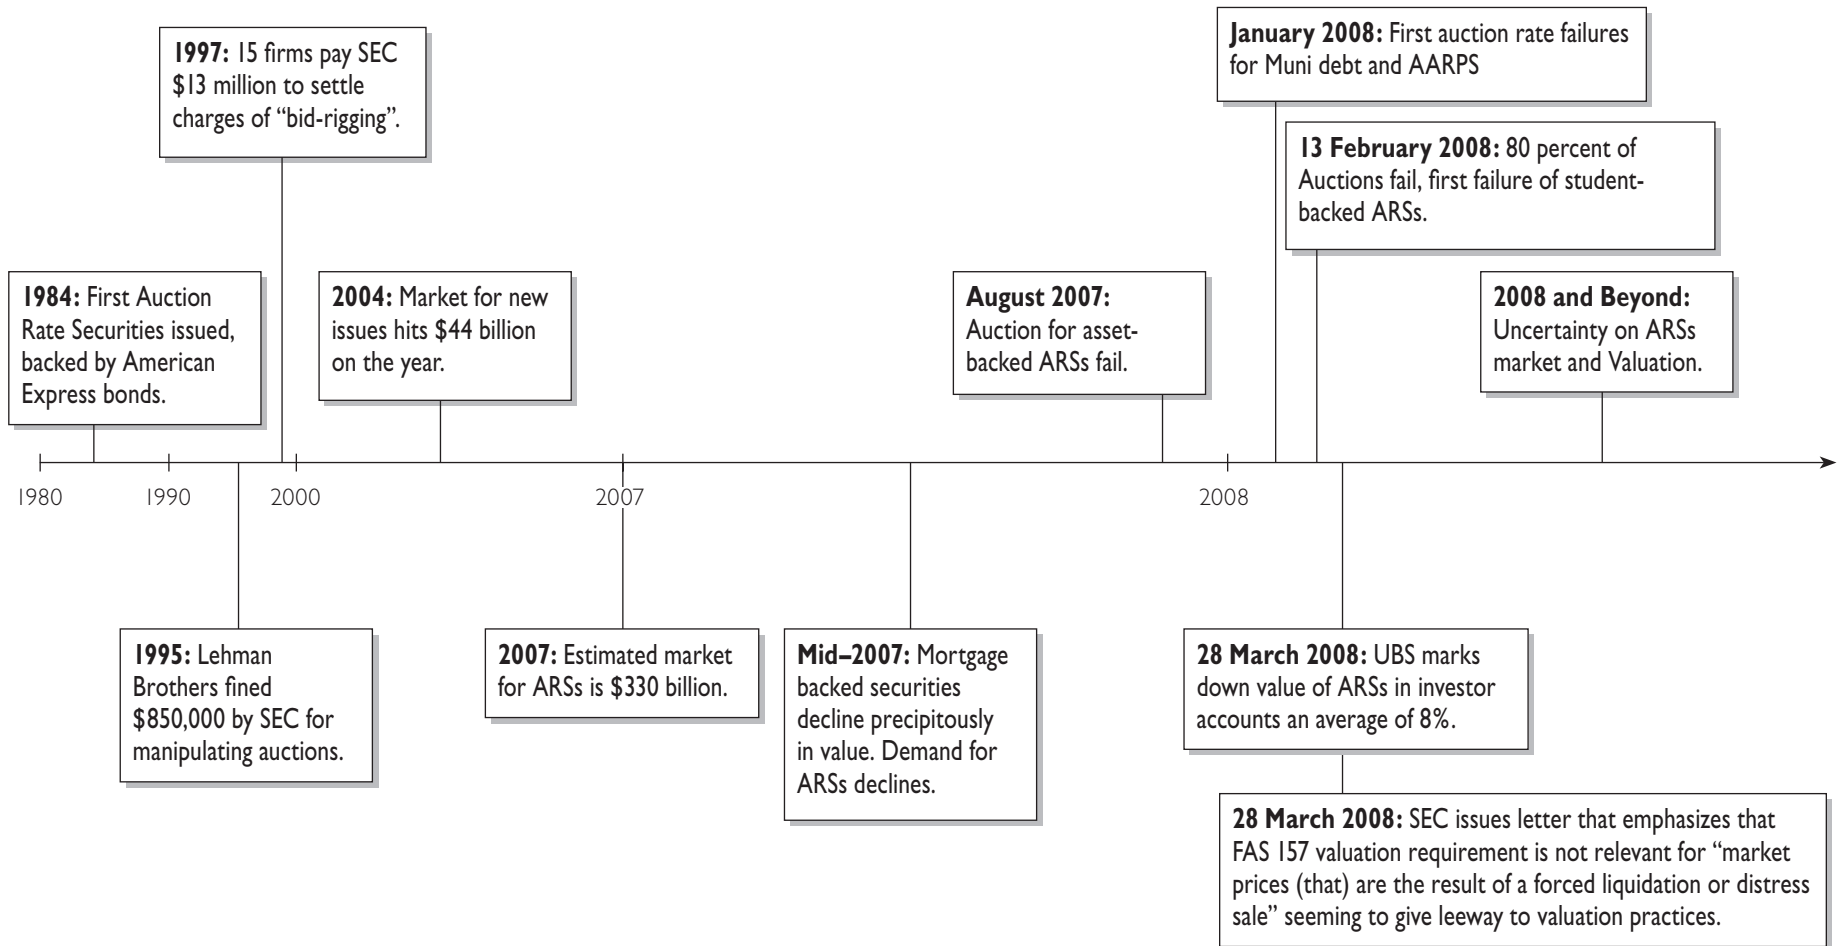 1997: 15 firms pay SEC
$13 million to settle
charges of “bid-rigging”.
January 2008: First auction rate failures
for Muni debt and AARPS
13 February 2008: 80 percent of
Auctions fail, first failure of student-
backed ARSs.
1984: First Auction
Rate Securities issued,
backed by American
Express bonds.
2004: Market for new
issues hits $44 billion
on the year.
August 2007:
Auction for asset-
backed ARSs fail.
2008 and Beyond:
Uncertainty on ARSs
market and Valuation.
1980
1990
2000
2007
2008
1995: Lehman
Brothers fined
$850,000 by SEC for
manipulating auctions.
2007: Estimated market
for ARSs is $330 billion.
Mid–2007: Mortgage
backed securities
decline precipitously
in value. Demand for
ARSs declines.
28 March 2008: UBS marks
down value of ARSs in investor
accounts an average of 8%.
28 March 2008: SEC issues letter that emphasizes that
FAS 157 valuation requirement is not relevant for “market
prices (that) are the result of a forced liquidation or distress
sale” seeming to give leeway to valuation practices.